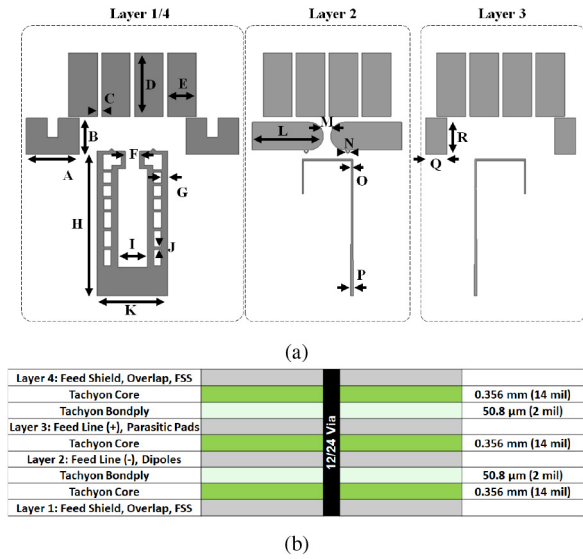 Layer 1/4
Layer 2
Layer 3
D
E
C
B
A
F
G
H
I
J
K
M
L
N
O
P
R
Q
(a)
Layer 4: Feed Shield, Overlap, FSS
Tachyon Core 0.356 mm (14 mil)
Tachyon Bondply 50.8 µm (2 mil)
Layer 3: Feed Line (+), Parasitic Pads
Tachyon Core 0.356 mm (14 mil)
Layer 2: Feed Line (-), Dipoles
Tachyon Bondply 50.8 µm (2 mil)
Tachyon Core 0.356 mm (14 mil)
Layer 1: Feed Shield, Overlap, FSS
12/24 Via
(b)